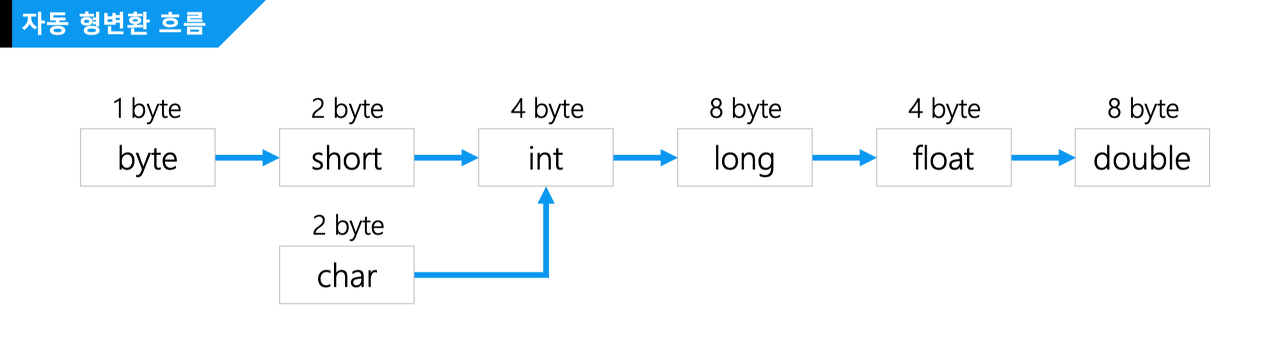 자동 형변환 흐름
1 byte
2 byte
4 byte
8 byte
4 byte
8 byte
byte
short
int
long
float
double
2 byte
char